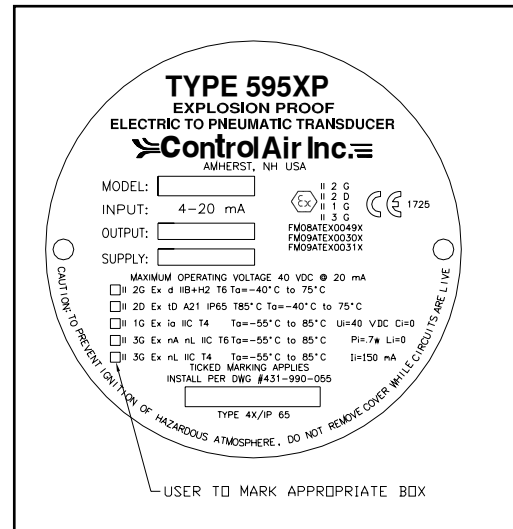 TYPE 595XP
EXPLOSION PROOF
ELECTRIC TO PNEUMATIC TRANSDUCER
ControlAir Inc.
AMHERST, NH USA
MODEL:
INPUT: 4-20 mA
OUTPUT:
SUPPLY:
Ex
II 2 G
II 2 D
II 1 G
II 3 G
CE 1725
FM08ATEX0049X
FM09ATEX0030X
FM09ATEX0031X
MAXIMUM OPERATING VOLTAGE 40 VDC @ 20 mA
II 2G Ex d IIB+H2 T6 Ta=-40°C to 75°C
II 2D Ex tD A21 IP65 T85°C Ta=-40°C to 75°C
II 1G Ex ia IIC T4 Ta=-55°C to 85°C Ui=40 VDC Ci=0
II 3G Ex nA nL IIC T6 Ta=-55°C to 85°C Pi=.7w Li=0
II 3G Ex nL IIC T4 Ta=-55°C to 85°C Ii=150 mA
TICKED MARKING APPLIES
INSTALL PER DWG #431-990-055
TYPE 4X/IP 65
CAUTION: TO PREVENT IGNITION OF HAZARDOUS ATMOSPHERE, DO NOT REMOVE COVER WHILE CIRCUITS ARE LIVE
USER TO MARK APPROPRIATE BOX